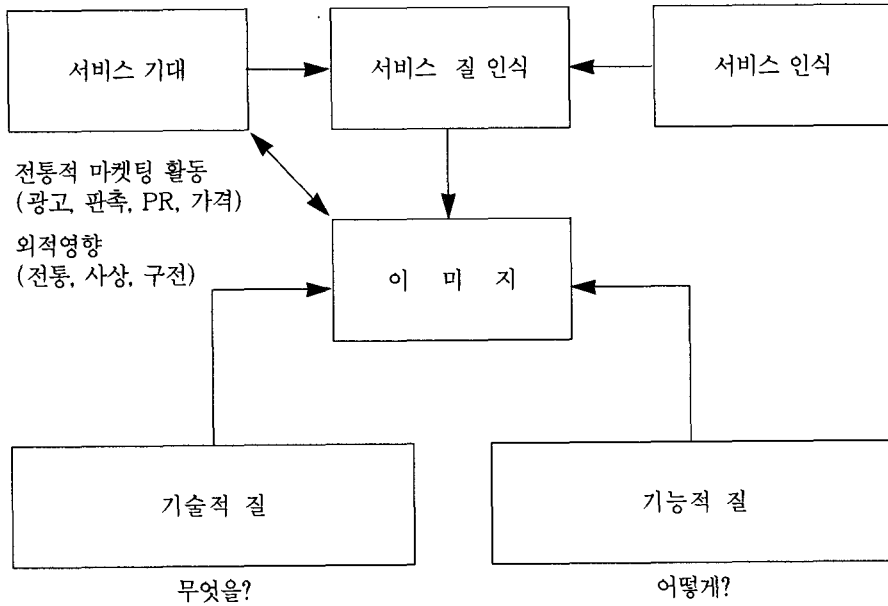 서비스 기대
서비스 질 인식
서비스 인식
전통적 마켓팅 활동
(광고, 판촉, PR, 가격)
외적영향
(전통, 사상, 구전)
이 미 지
기술적 질
기능적 질
무엇을?
어떻게?